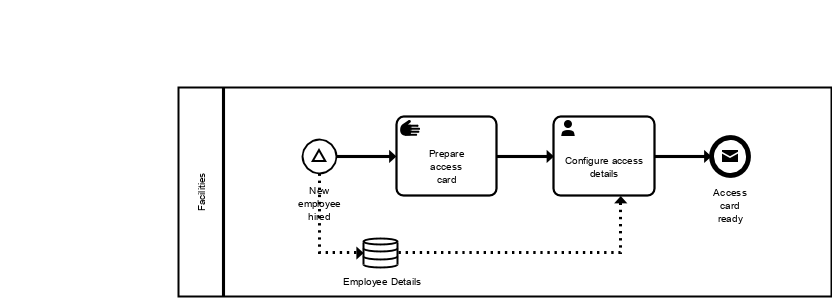 Facilities
New
employee
hired
Prepare
access
card
Configure access
details
Access
card
ready
Employee Details